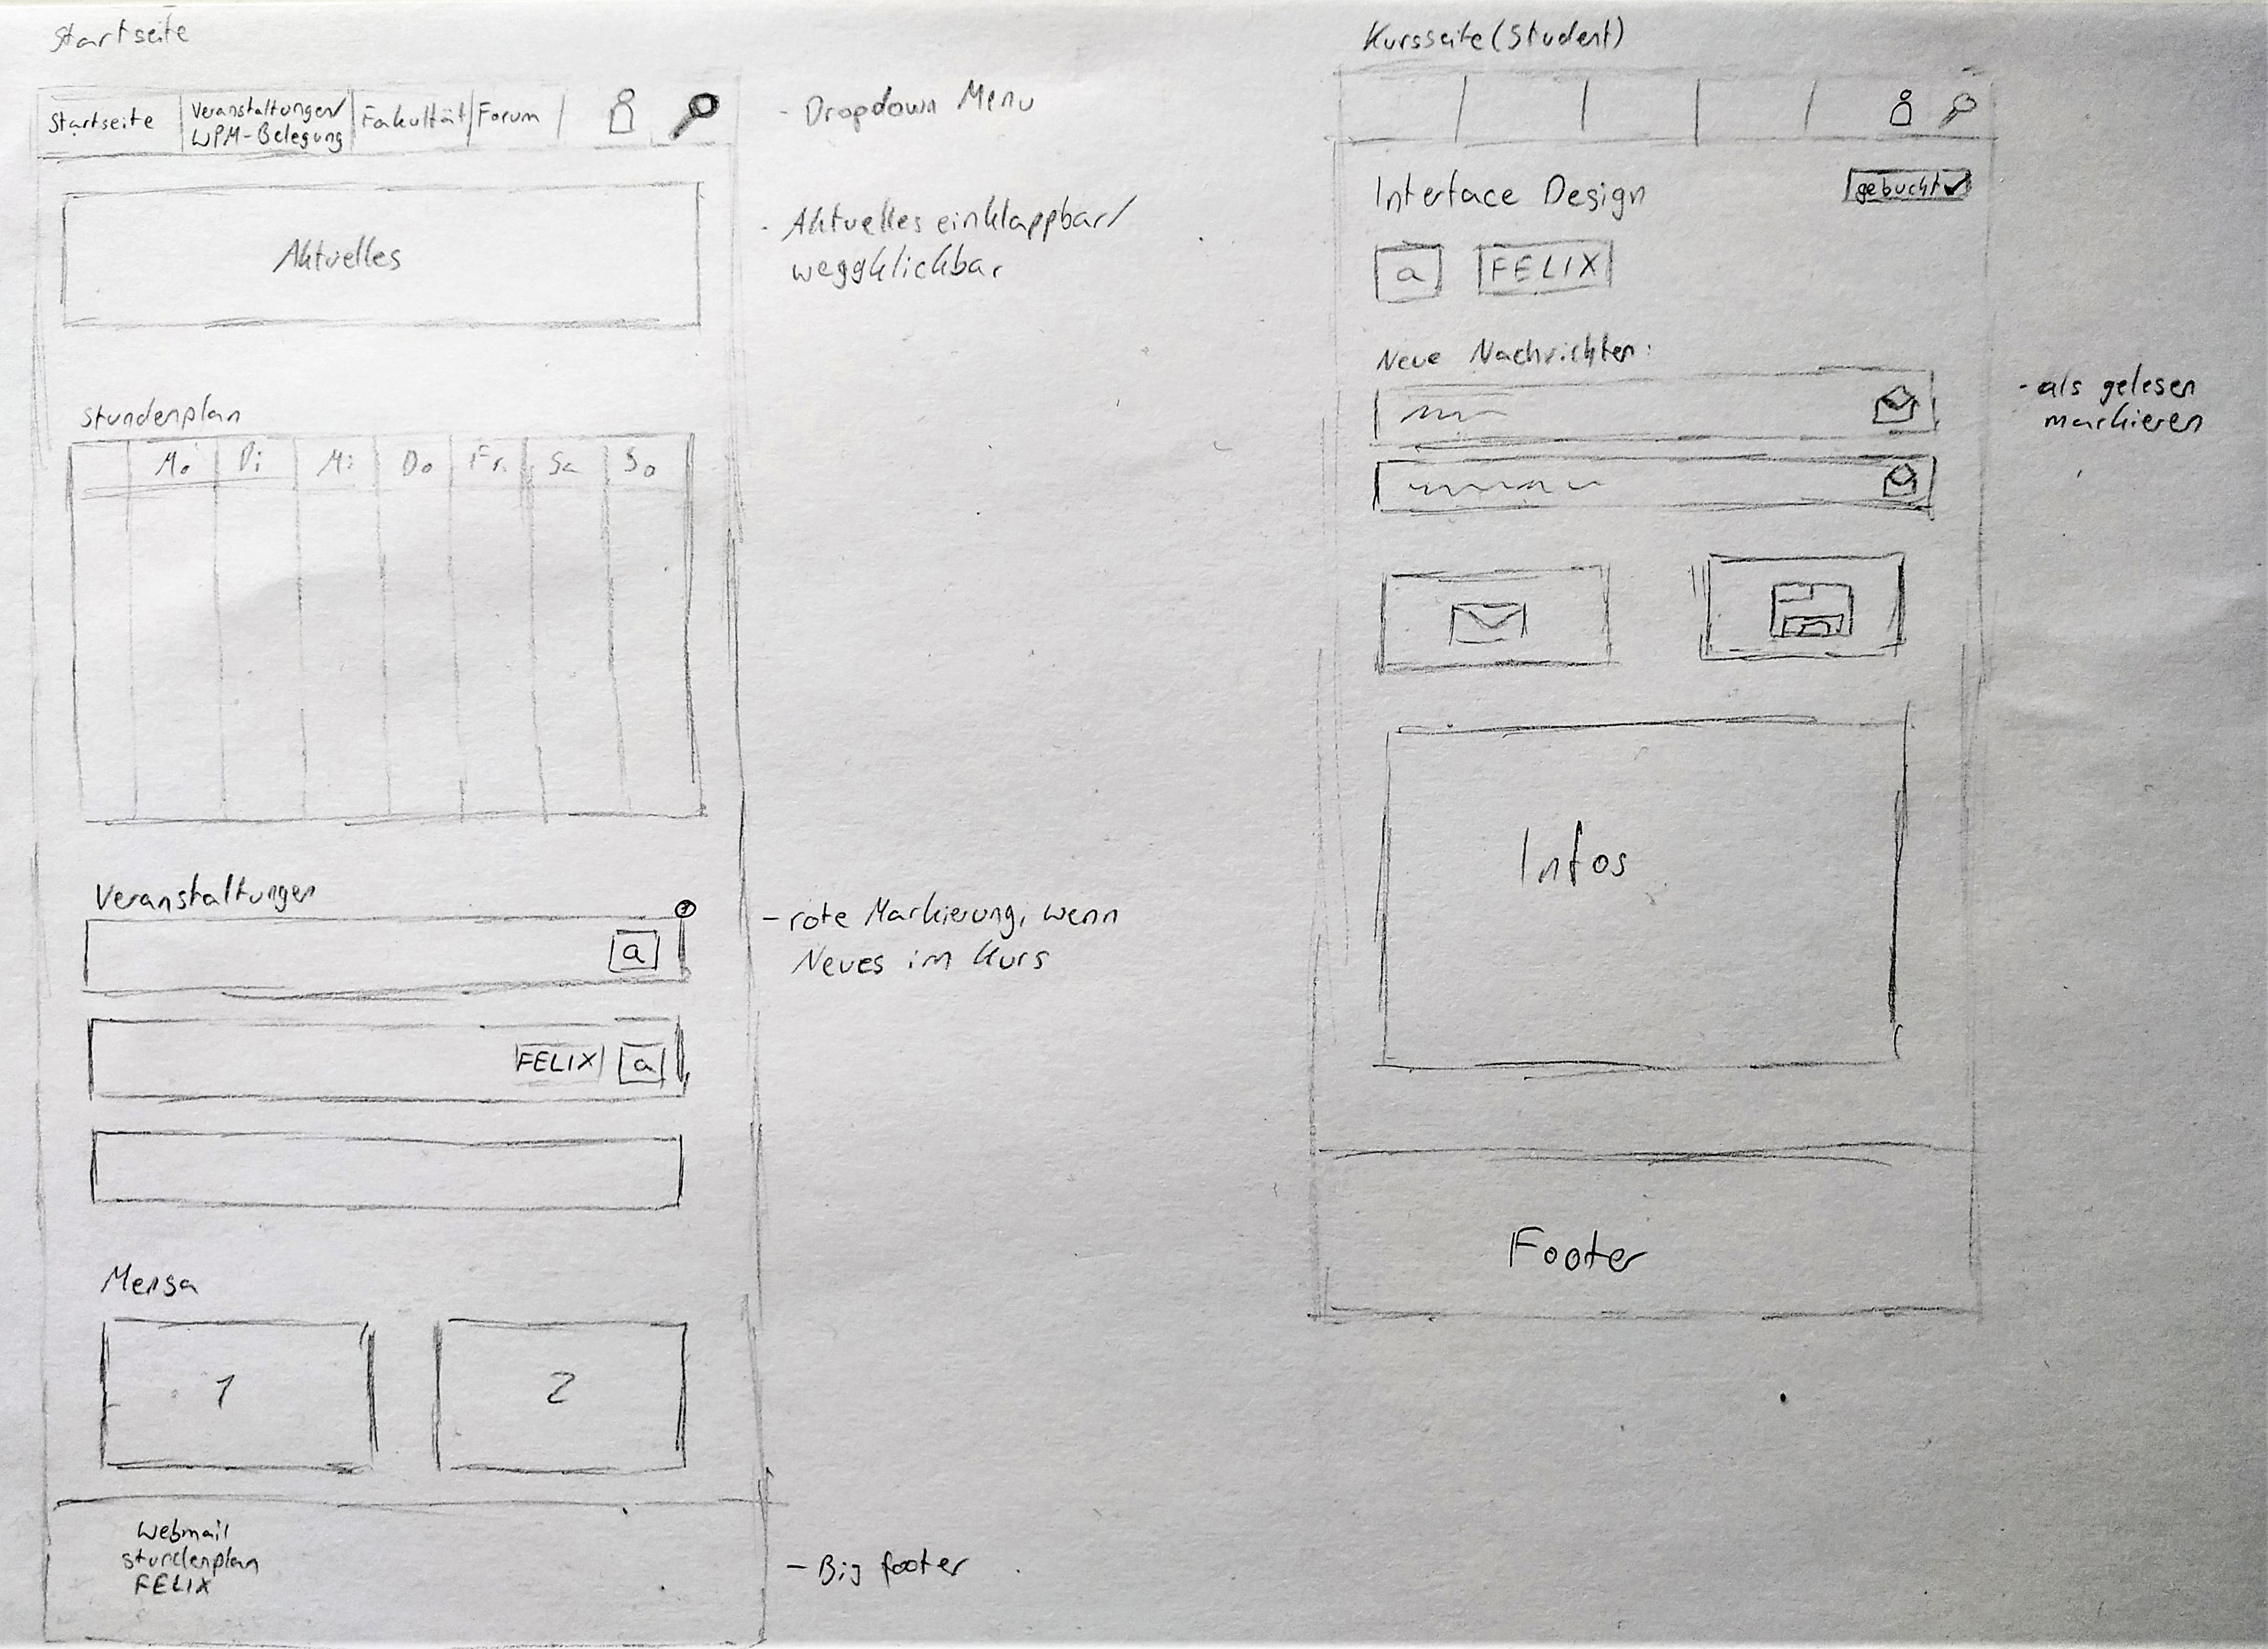 Startseite
Startseite
Veranstaltungen/
WPM-Belegung
Fakultät
Forum
- Dropdown Menu
Aktuelles
- Aktuelles einklappbar/
weggklickbar
Stundenplan
Mo Di Mi Do Fr. Sa So
Veranstaltungen
a
- rote Markierung, wenn
Neues im Kurs
FELIX a
Mensa
1 2
Webmail
Stundenplan
FELIX
- Big footer
Kursseite (Student)
Interface Design
gebucht ✓
a FELIX
Neue Nachrichten:
- als gelesen
markieren
Infos
Footer